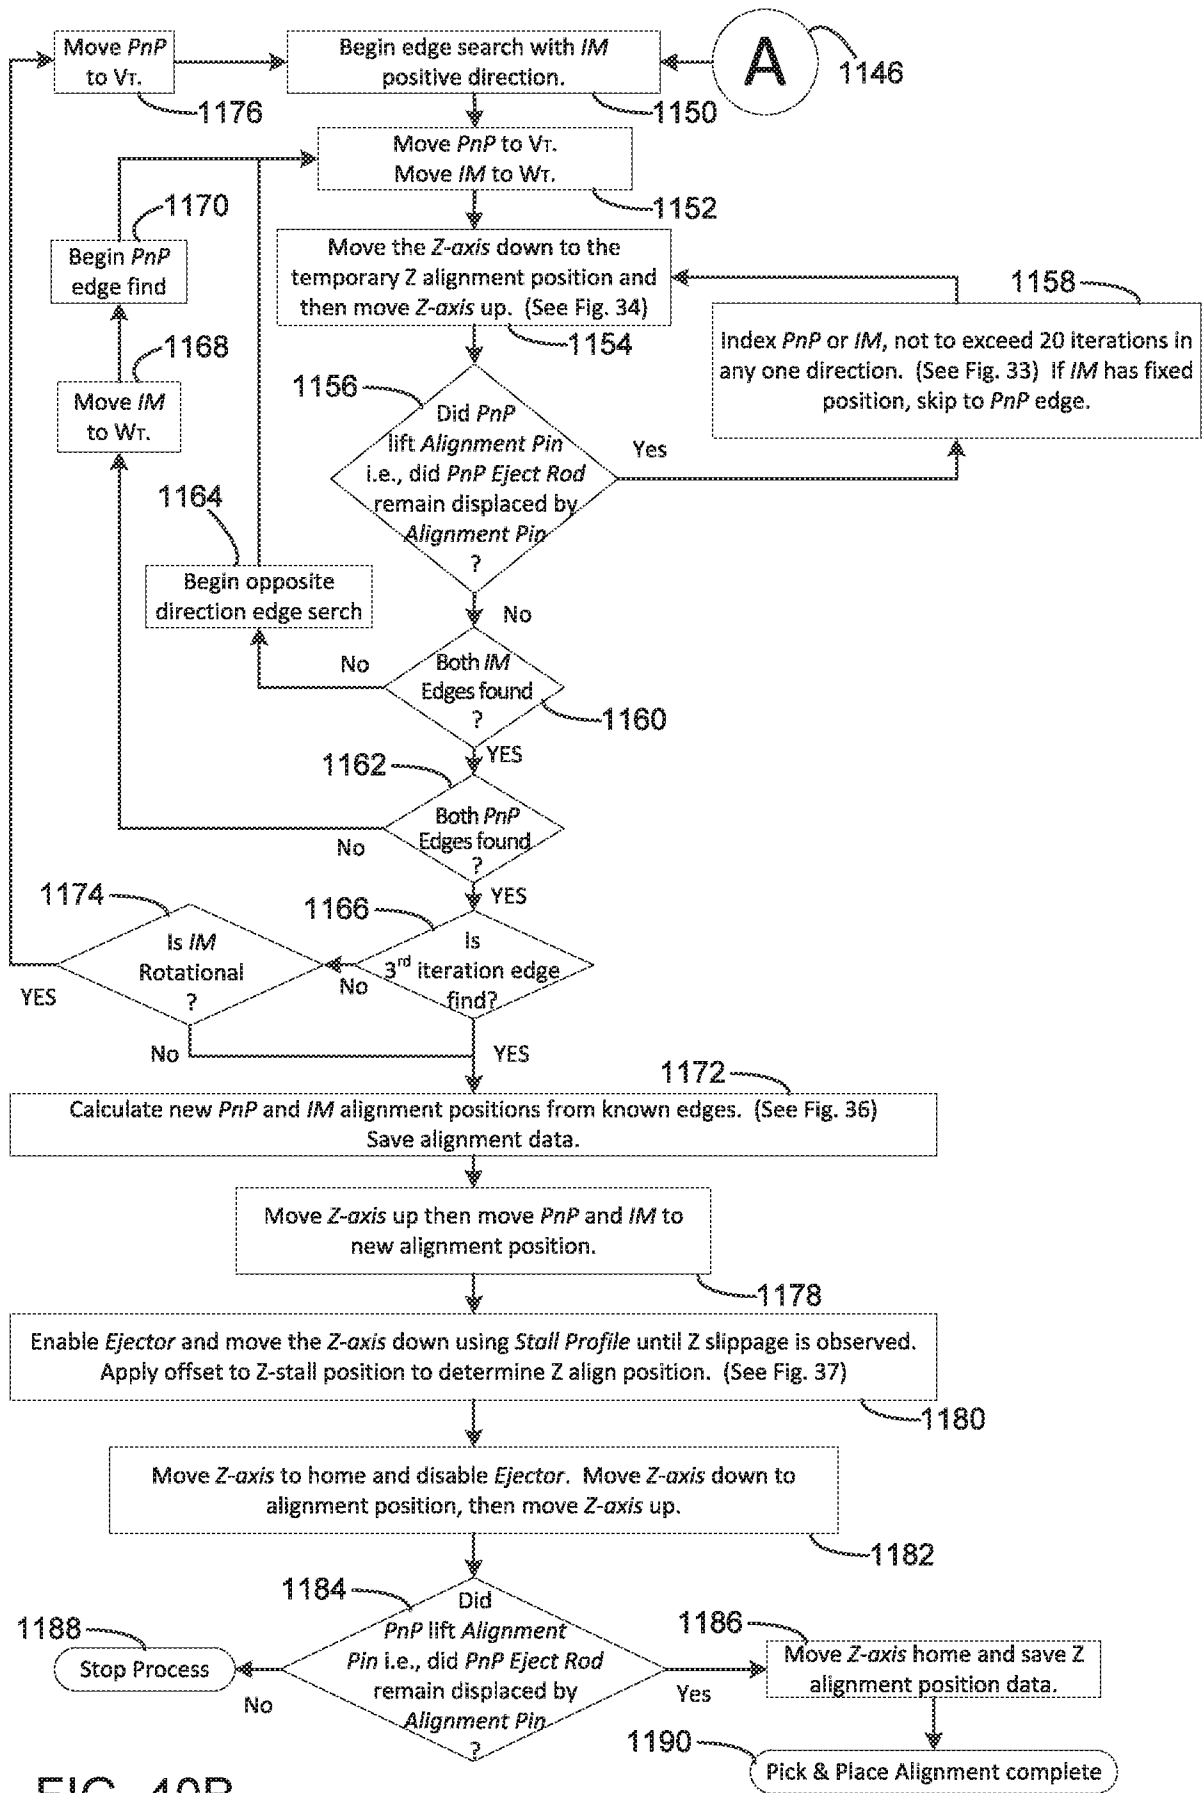 Move PnP
to VT.
1176
Begin edge search with IM
positive direction.
1150
A
1146
Move PnP to VT.
Move IM to WT.
1152
1170
Begin PnP
edge find
Move the Z-axis down to the
temporary Z alignment position and
then move Z-axis up. (See Fig. 34)
1154
1158
Index PnP or IM, not to exceed 20 iterations in
any one direction. (See Fig. 33) If IM has fixed
position, skip to PnP edge.
1168
Move IM
to WT.
1156
Did PnP
lift Alignment Pin
i.e., did PnP Eject Rod
remain displaced by
Alignment Pin
?
Yes
No
1164
Begin opposite
direction edge serch
No
Both IM
Edges found
?
1160
YES
1162
Both PnP
Edges found
?
No
YES
1174
Is IM
Rotational
?
YES
No
1166
Is
3rd iteration edge
find?
No
YES
1172
Calculate new PnP and IM alignment positions from known edges. (See Fig. 36)
Save alignment data.
Move Z-axis up then move PnP and IM to
new alignment position.
1178
Enable Ejector and move the Z-axis down using Stall Profile until Z slippage is observed.
Apply offset to Z-stall position to determine Z align position. (See Fig. 37)
1180
Move Z-axis to home and disable Ejector. Move Z-axis down to
alignment position, then move Z-axis up.
1182
1184
Did
PnP lift Alignment
Pin i.e., did PnP Eject Rod
remain displaced by
Alignment Pin
?
1188
Stop Process
No
Yes
1186
Move Z-axis home and save Z
alignment position data.
1190
Pick & Place Alignment complete
FIG. 40B